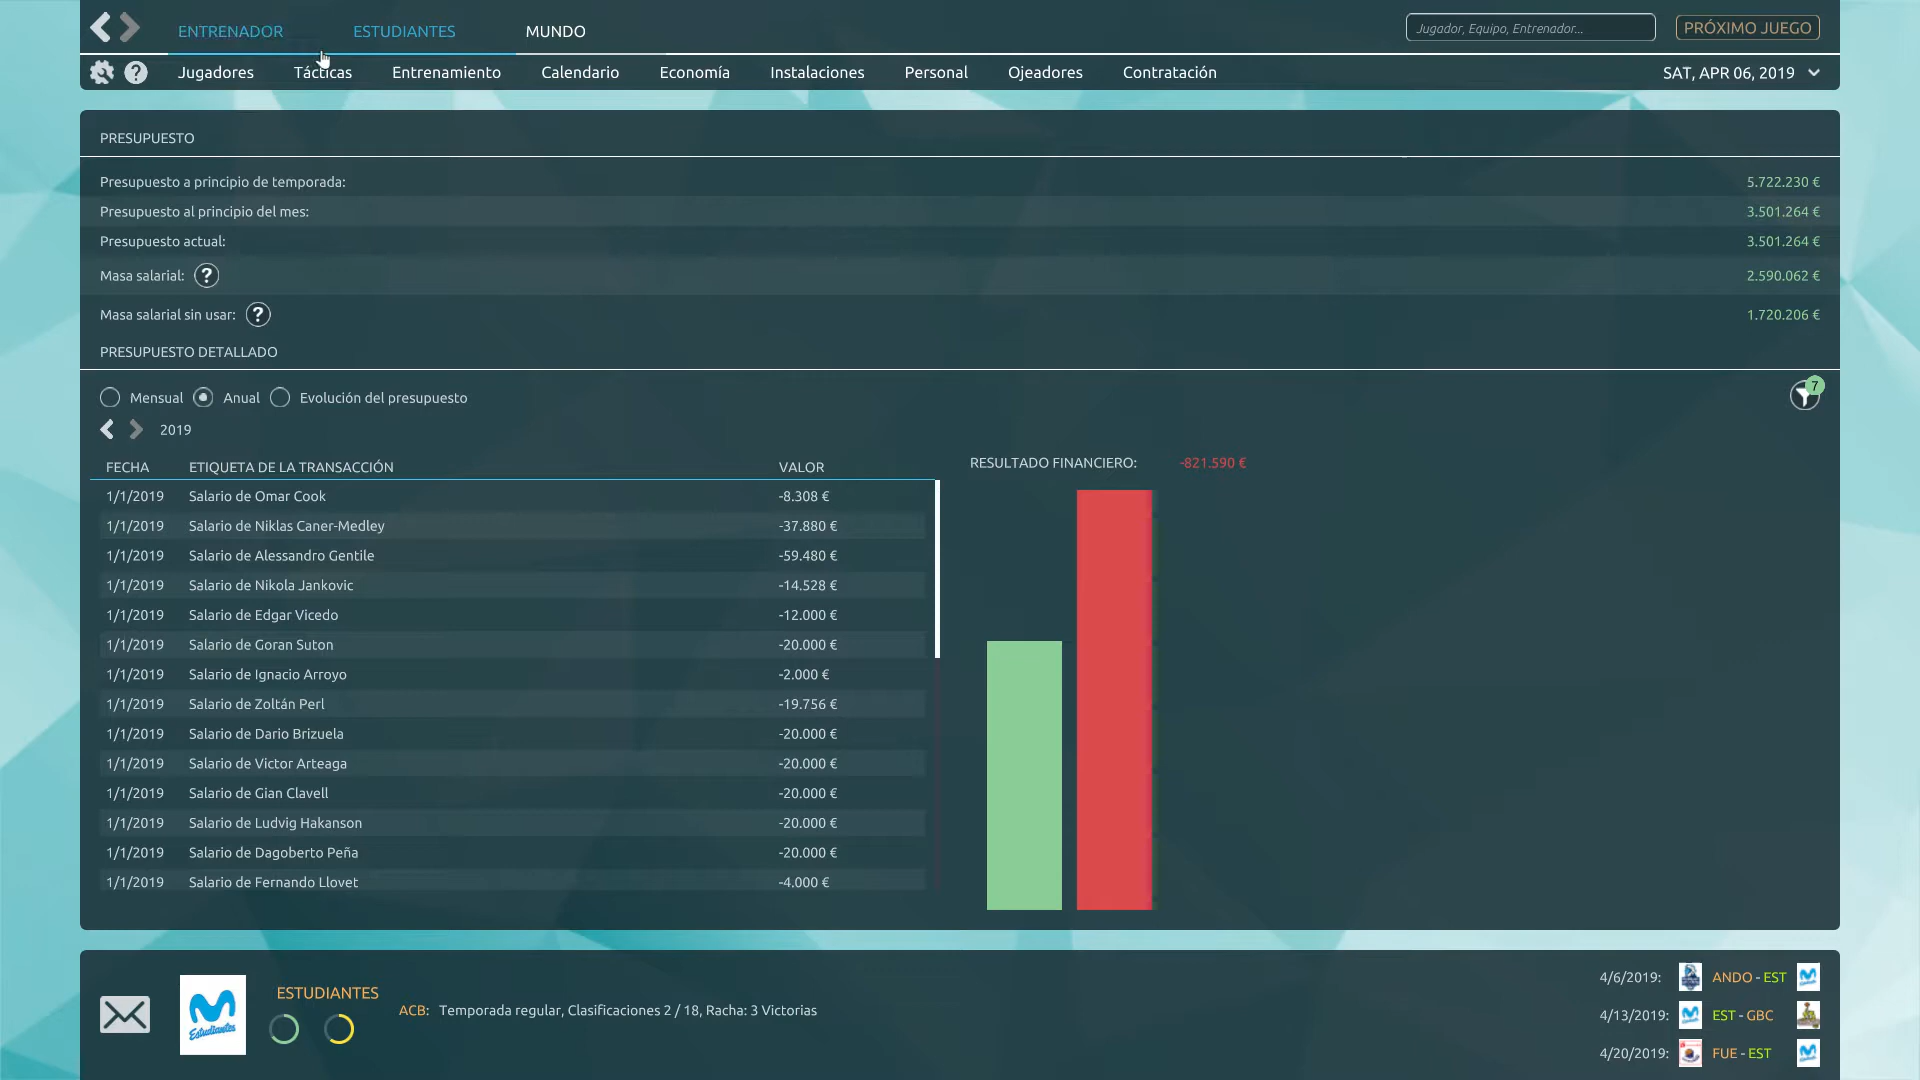 ENTRENADOR ESTUDIANTES MUNDO
Jugador, Equipo, Entrenador...
PRÓXIMO JUEGO
? Jugadores Tácticas Entrenamiento Calendario Economía Instalaciones Personal Ojeadores Contratación
SAT, APR 06, 2019
PRESUPUESTO
Presupuesto a principio de temporada: 5.722.230 €
Presupuesto al principio del mes: 3.501.264 €
Presupuesto actual: 3.501.264 €
Masa salarial: ? 2.590.062 €
Masa salarial sin usar: ? 1.720.206 €
PRESUPUESTO DETALLADO
Mensual Anual Evolución del presupuesto
7
2019
FECHA ETIQUETA DE LA TRANSACCIÓN VALOR
RESULTADO FINANCIERO: -821.590 €
1/1/2019 Salario de Omar Cook -8.308 €
1/1/2019 Salario de Niklas Caner-Medley -37.880 €
1/1/2019 Salario de Alessandro Gentile -59.480 €
1/1/2019 Salario de Nikola Jankovic -14.528 €
1/1/2019 Salario de Edgar Vicedo -12.000 €
1/1/2019 Salario de Goran Suton -20.000 €
1/1/2019 Salario de Ignacio Arroyo -2.000 €
1/1/2019 Salario de Zoltán Perl -19.756 €
1/1/2019 Salario de Dario Brizuela -20.000 €
1/1/2019 Salario de Victor Arteaga -20.000 €
1/1/2019 Salario de Gian Clavell -20.000 €
1/1/2019 Salario de Ludvig Hakanson -20.000 €
1/1/2019 Salario de Dagoberto Peña -20.000 €
1/1/2019 Salario de Fernando Llovet -4.000 €
Estudiantes
ESTUDIANTES
ACB: Temporada regular, Clasificaciones 2 / 18, Racha: 3 Victorias
4/6/2019: ANDO - EST
4/13/2019: EST - GBC
4/20/2019: FUE - EST